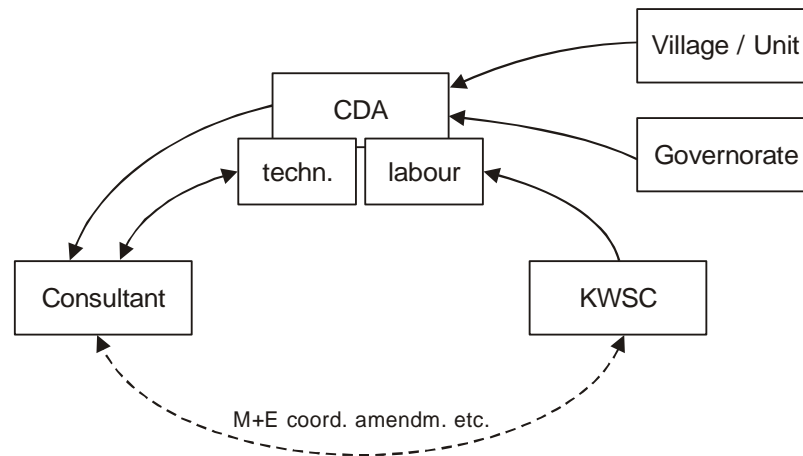 Village / Unit
CDA
Governorate
techn.
labour
Consultant
KWSC
M+E coord. amendm. etc.